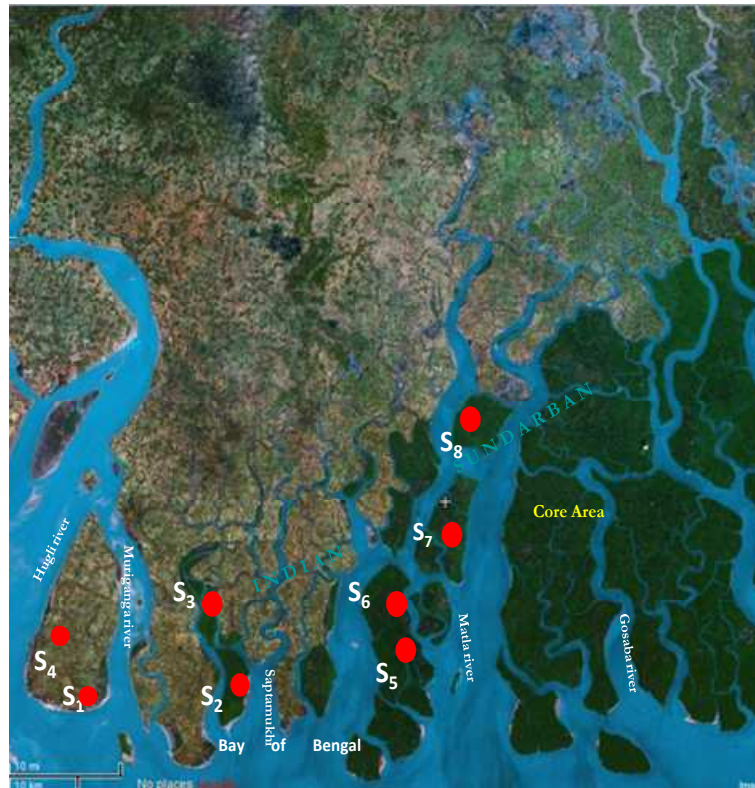 SUNDARBAN
S8
Core Area
S7
Hugli river
Muriganga river
INDIAN
S3
S6
S4
S5
Matla river
Gosaba river
S1
S2
Saptamukhi
Bay of Bengal
10 mi
10 km
No places